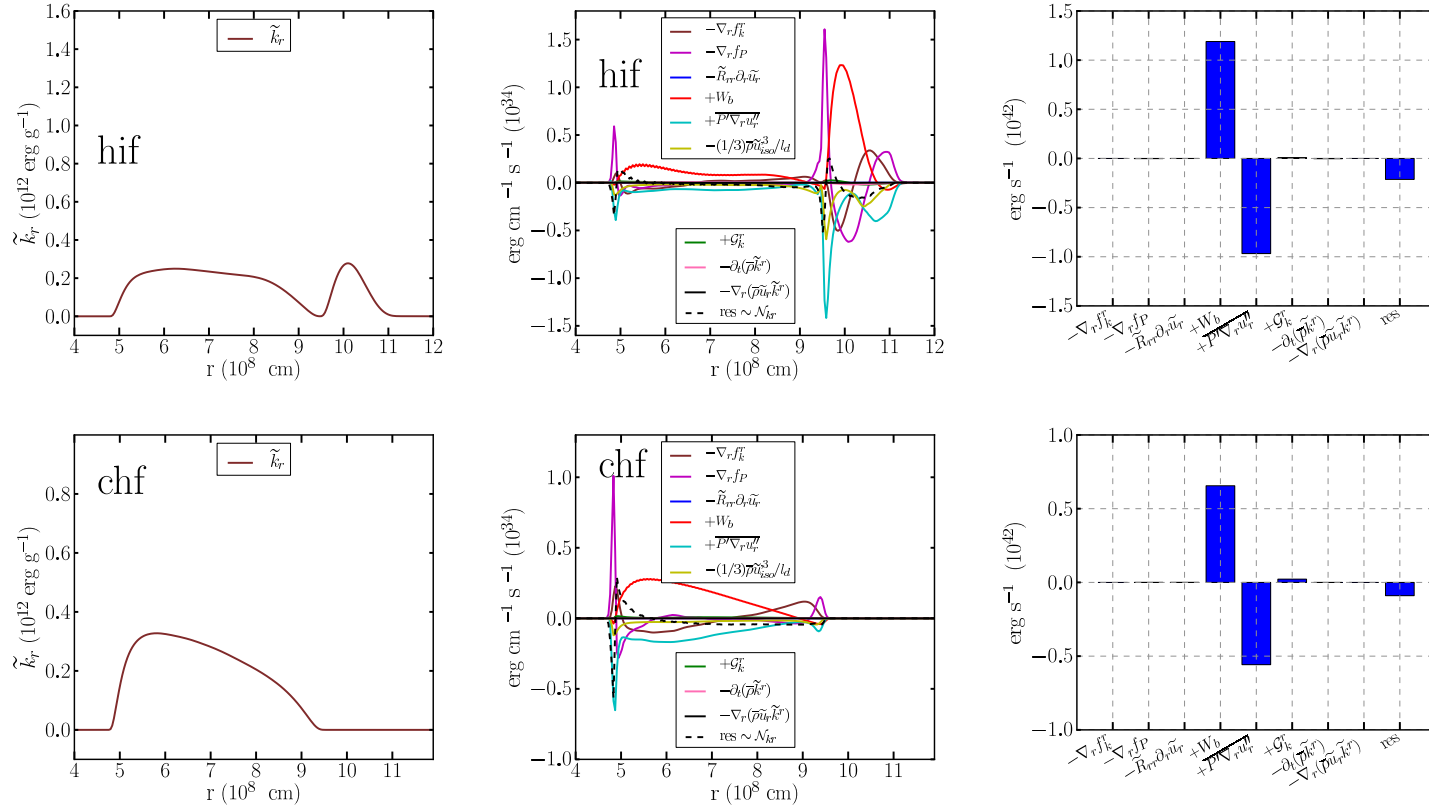 1.6
1.4
1.2
1.0
0.8
0.6
0.4
0.2
0.0
k̃_r (10^12 erg g^−1)
k̃_r
hif
4 5 6 7 8 9 10 11
r (10^8 cm)
hif
1.5
1.0
0.5
0.0
−0.5
−1.0
−1.5
erg cm^−1 s^−1 (10^34)
−∇_r f_k^r
−∇_r f_P
−R̃_rr ∂_r ũ_r
+W_b
+P′∇_r u″_r
−(1/3)ρ̄ũ_iso^3/l_d
+𝒢_k^r
−∂_t(ρ̄k̃^r)
−∇_r(ρ̄ũ_r k̃^r)
res ∼ 𝒩_kr
4 5 6 7 8 9 10 11 12
r (10^8 cm)
1.5
1.0
0.5
0.0
−0.5
−1.0
−1.5
erg s^−1 (10^42)
−∇_r f_k^r
−∇_r f_P
−R̃_rr ∂_r ũ_r
+W_b
+P′∇_r u″_r
+𝒢_k^r
−∂_t(ρ̄k̃^r)
−∇_r(ρ̄ũ_r k̃^r)
res
0.8
0.6
0.4
0.2
0.0
k̃_r (10^12 erg g^−1)
k̃_r
chf
4 5 6 7 8 9 10 11
r (10^8 cm)
chf
1.0
0.5
0.0
−0.5
1.0
erg cm^−1 s^−1 (10^34)
−∇_r f_k^r
−∇_r f_P
−R̃_rr ∂_r ũ_r
+W_b
+P′∇_r u″_r
−(1/3)ρ̄ũ_iso^3/l_d
+𝒢_k^r
−∂_t(ρ̄k̃^r)
−∇_r(ρ̄ũ_r k̃^r)
res ∼ 𝒩_kr
4 5 6 7 8 9 10 11
r (10^8 cm)
1.0
0.5
0.0
−0.5
−1.0
erg s^−1 (10^42)
−∇_r f_k^r
−∇_r f_P
−R̃_rr ∂_r ũ_r
+W_b
+P′∇_r u″_r
+𝒢_k^r
−∂_t(ρ̄k̃^r)
−∇_r(ρ̄ũ_r k̃^r)
res